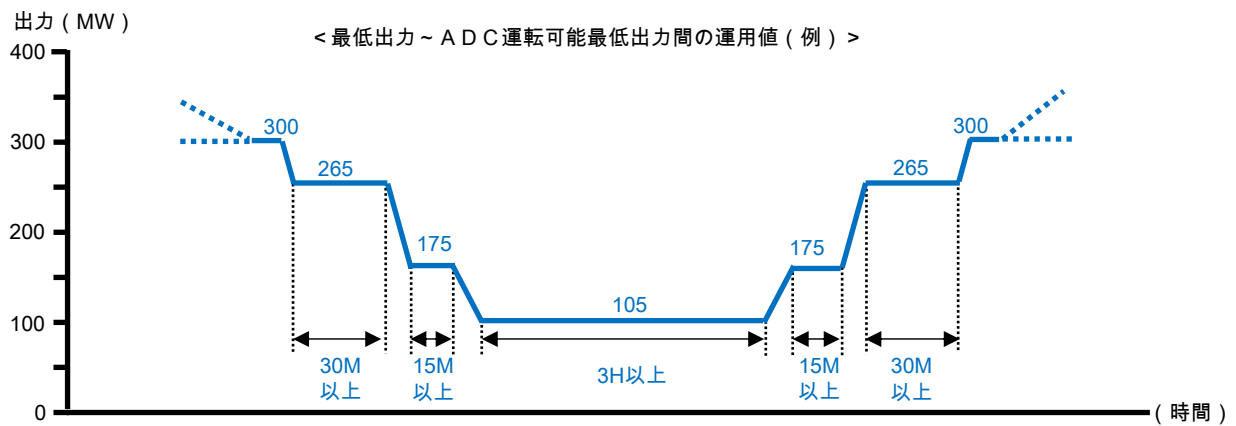 出力(MW)
<最低出力~ADC運転可能最低出力間の運用値(例)>
400
300
200
100
0
300
265
175
105
175
265
300
30M
以上
15M
以上
3H以上
15M
以上
30M
以上
(時間)